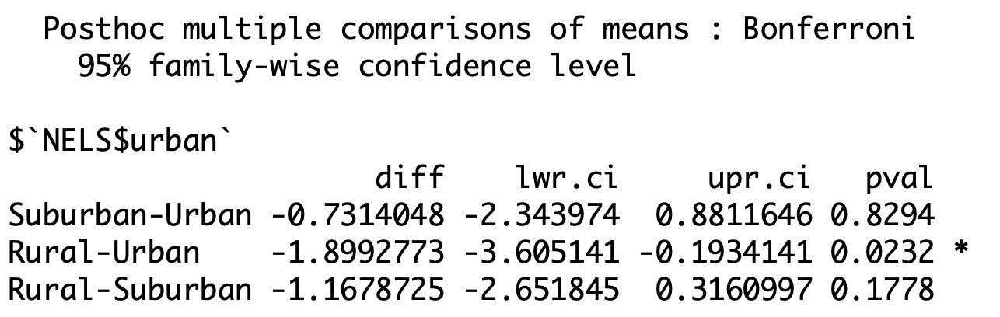 Posthoc multiple comparisons of means : Bonferroni
95% family-wise confidence level
$`NELS$urban`
diff lwr.ci upr.ci pval
Suburban-Urban -0.7314048 -2.343974 0.8811646 0.8294
Rural-Urban -1.8992773 -3.605141 -0.1934141 0.0232 *
Rural-Suburban -1.1678725 -2.651845 0.3160997 0.1778